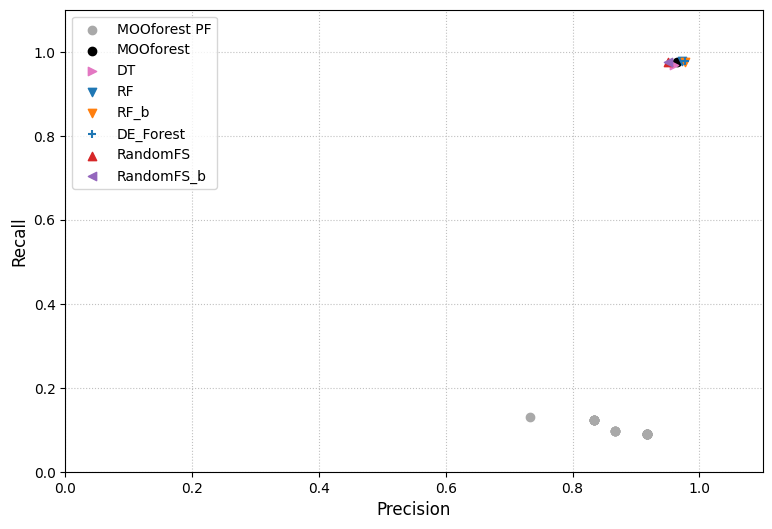 MOOforest PF
MOOforest
DT
RF
RF_b
DE_Forest
RandomFS
RandomFS_b
Recall
1.0
0.8
0.6
0.4
0.2
0.0
0.0 0.2 0.4 0.6 0.8 1.0
Precision